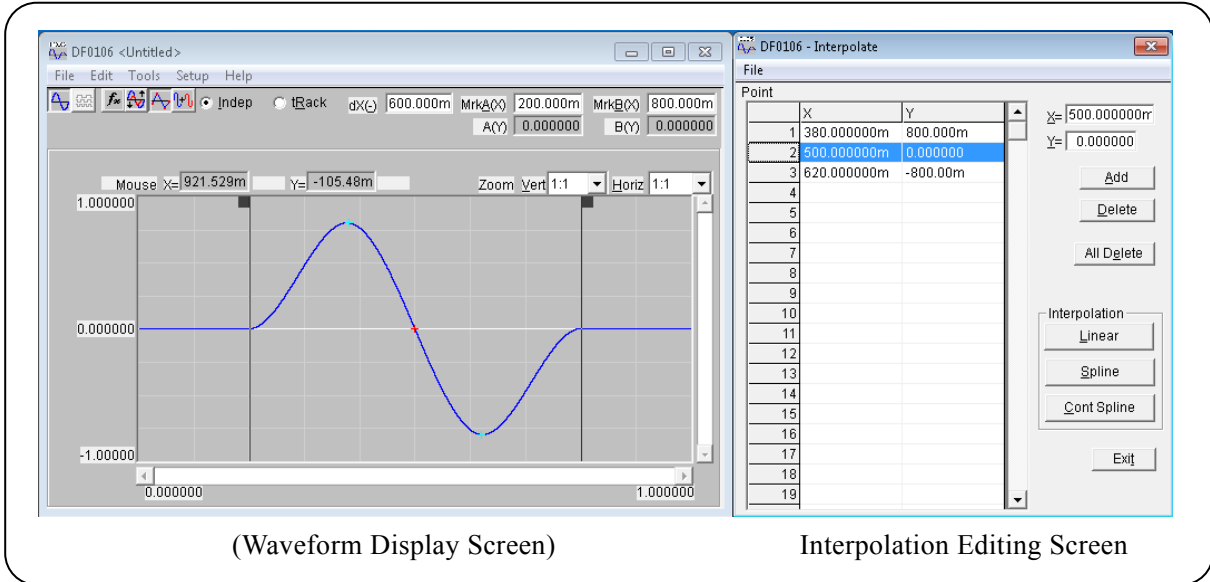 DF0106 <Untitled>
File Edit Tools Setup Help
Indep tRack dX(-) 600.000m MrkA(X) 200.000m MrkB(X) 800.000m
A(Y) 0.000000 B(Y) 0.000000
Mouse X= 921.529m Y= -105.48m Zoom Vert 1:1 Horiz 1:1
1.000000
0.000000
-1.00000
0.000000 1.000000
(Waveform Display Screen)
DF0106 - Interpolate
File
Point
X Y
1 380.000000m 800.000m
2 500.000000m 0.000000
3 620.000000m -800.00m
4
5
6
7
8
9
10
11
12
13
14
15
16
17
18
19
X= 500.000000m
Y= 0.000000
Add
Delete
All Delete
Interpolation
Linear
Spline
Cont Spline
Exit
Interpolation Editing Screen